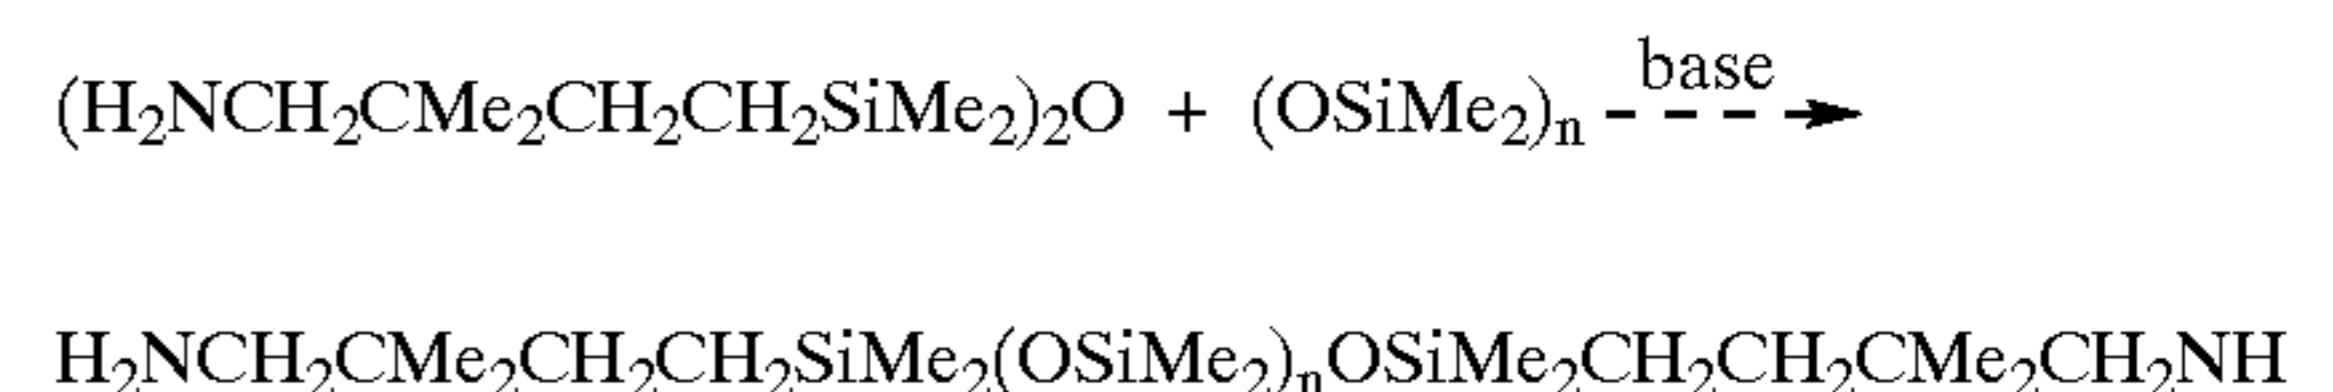 base
(H₂NCH₂CMe₂CH₂CH₂SiMe₂)₂O + (OSiMe₂)ₙ
H₂NCH₂CMe₂CH₂CH₂SiMe₂(OSiMe₂)ₙOSiMe₂CH₂CH₂CMe₂CH₂NH